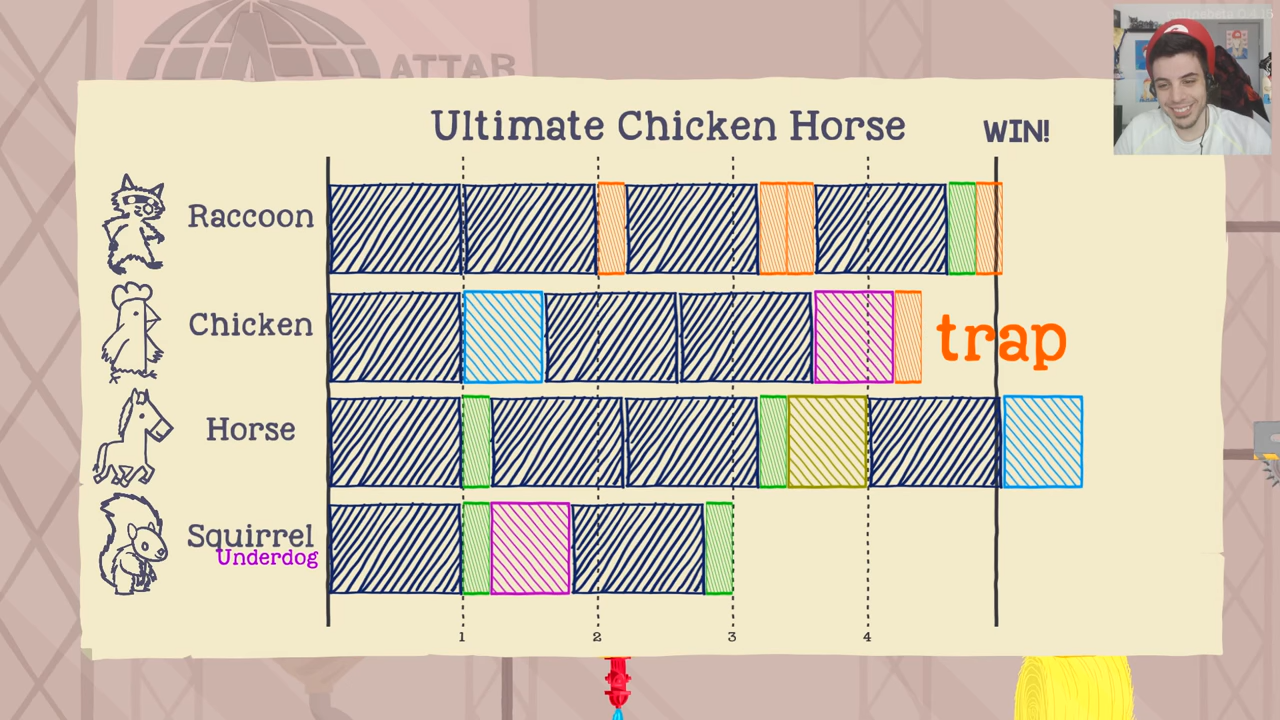 ATTAR
Ultimate Chicken Horse
WIN!
Raccoon
Chicken
trap
Horse
Squirrel
Underdog
1 2 3 4